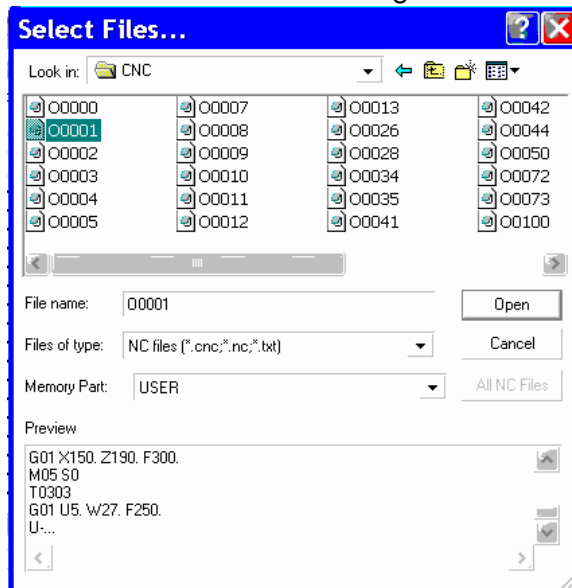 Select Files...
Look in: CNC
O0000 O0007 O0013 O0042
O0001 O0008 O0026 O0044
O0002 O0009 O0028 O0050
O0003 O0010 O0034 O0072
O0004 O0011 O0035 O0073
O0005 O0012 O0041 O0100
File name: O0001 Open
Files of type: NC files (*.cnc;*.nc;*.txt) Cancel
Memory Part: USER All NC Files
Preview
G01 X150. Z190. F300.
M05 S0
T0303
G01 U5. W27. F250.
U-...